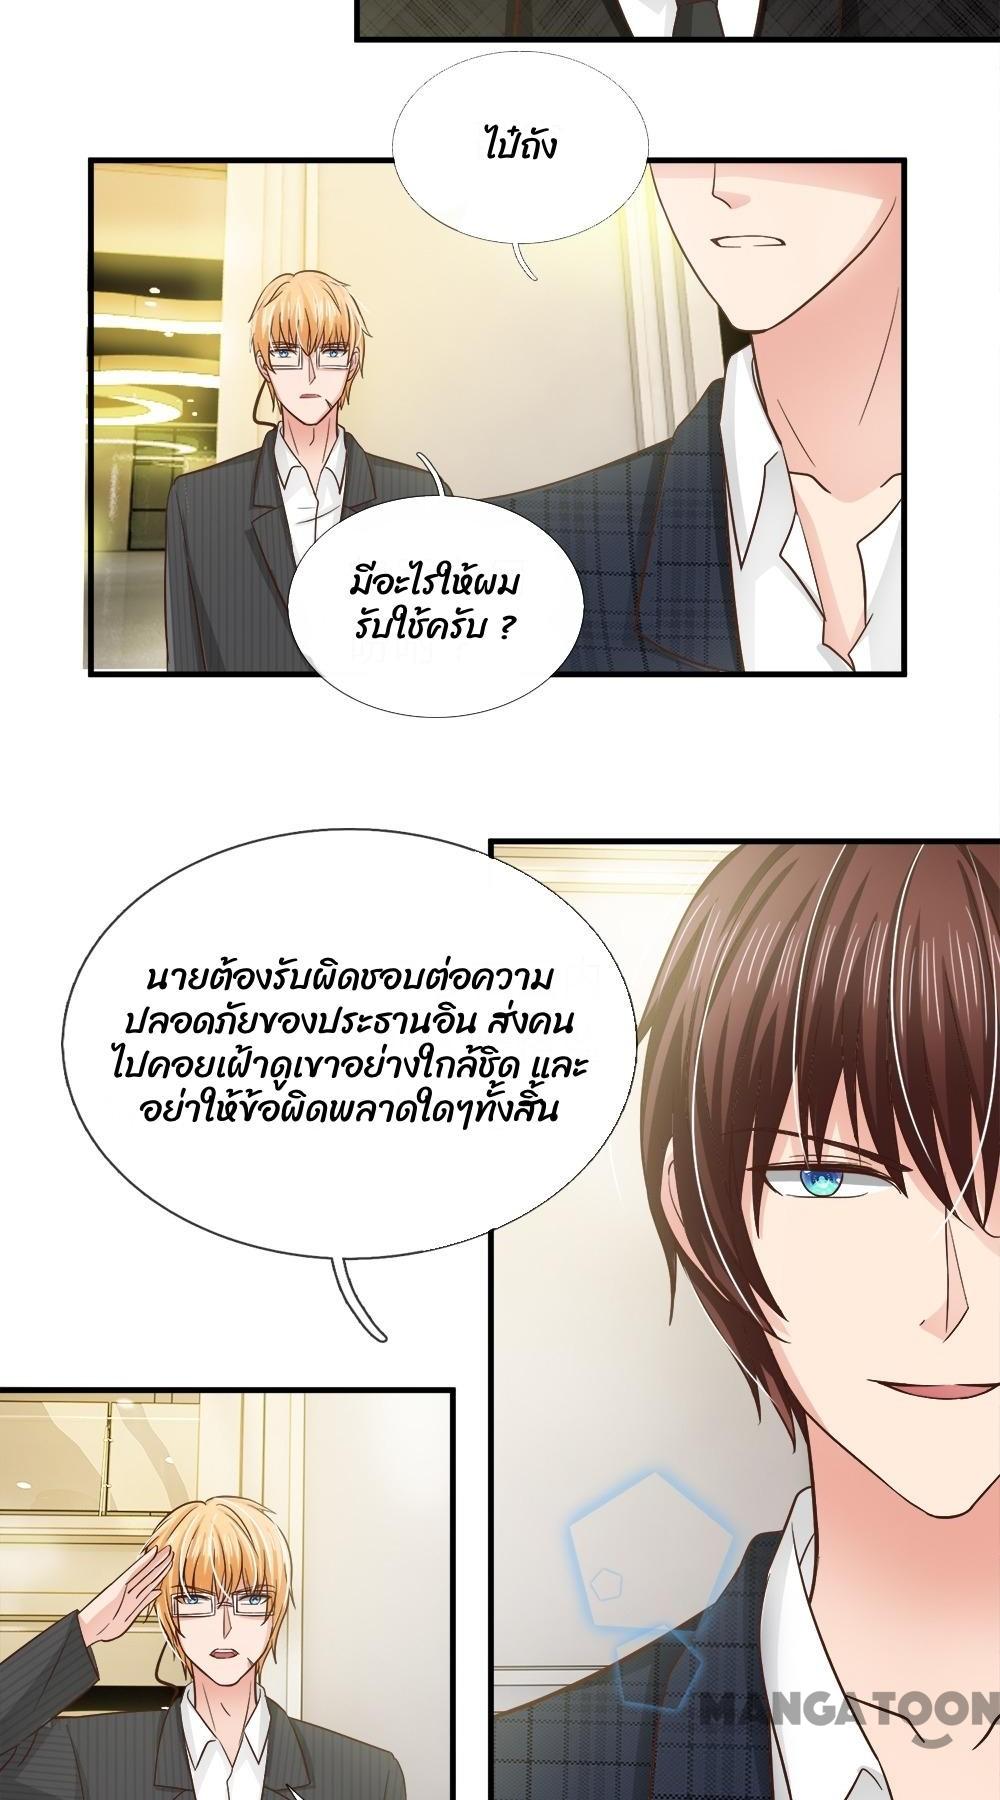 ไป๋ถัง
มีอะไรให้ผม
รับใช้ครับ ?
นายต้องรับผิดชอบต่อความ
ปลอดภัยของประธานอิน ส่งคน
ไปคอยเฝ้าดูเขาอย่างใกล้ชิด และ
อย่าให้ข้อผิดพลาดใดๆทั้งสิ้น
MANGATOON